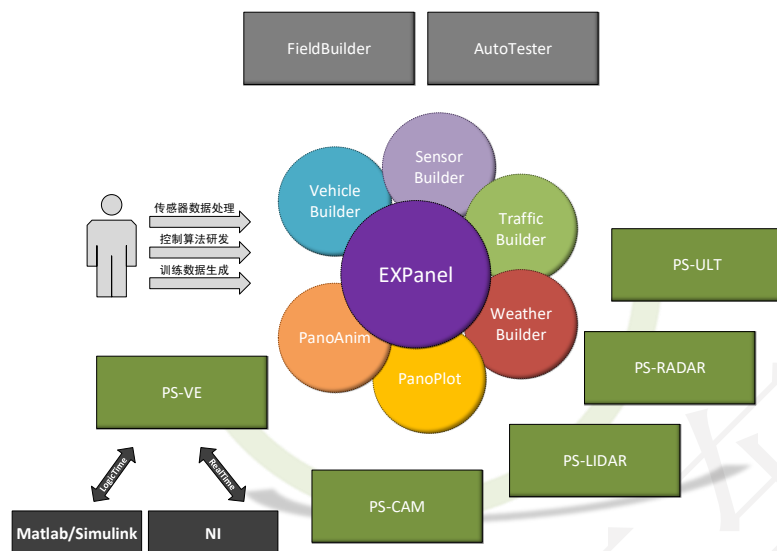 FieldBuilder
AutoTester
Sensor
Builder
Vehicle
Builder
Traffic
Builder
传感器数据处理
控制算法研发
训练数据生成
EXPanel
PS-ULT
Weather
Builder
PanoAnim
PS-RADAR
PanoPlot
PS-VE
PS-LIDAR
LogicTime
RealTime
PS-CAM
Matlab/Simulink
NI